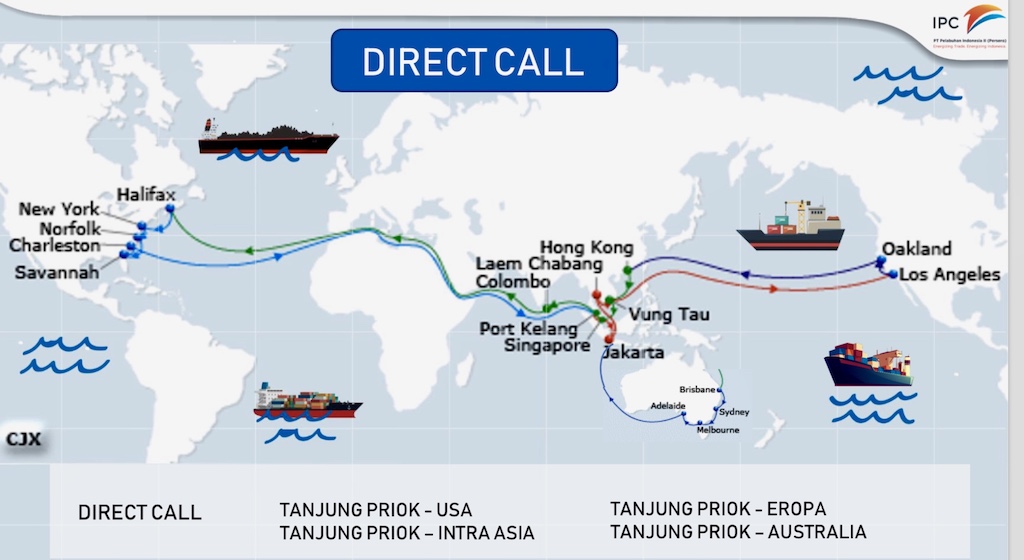 IPC
PT Pelabuhan Indonesia II (Persero)
Energizing Trade. Energizing Indonesia
DIRECT CALL
Halifax
New York
Norfolk
Charleston
Savannah
Hong Kong
Laem Chabang
Colombo
Oakland
Los Angeles
Port Kelang
Vung Tau
Singapore
Jakarta
Brisbane
Adelaide
Sydney
Melbourne
CJX
DIRECT CALL
TANJUNG PRIOK - USA
TANJUNG PRIOK – INTRA ASIA
TANJUNG PRIOK - EROPA
TANJUNG PRIOK - AUSTRALIA